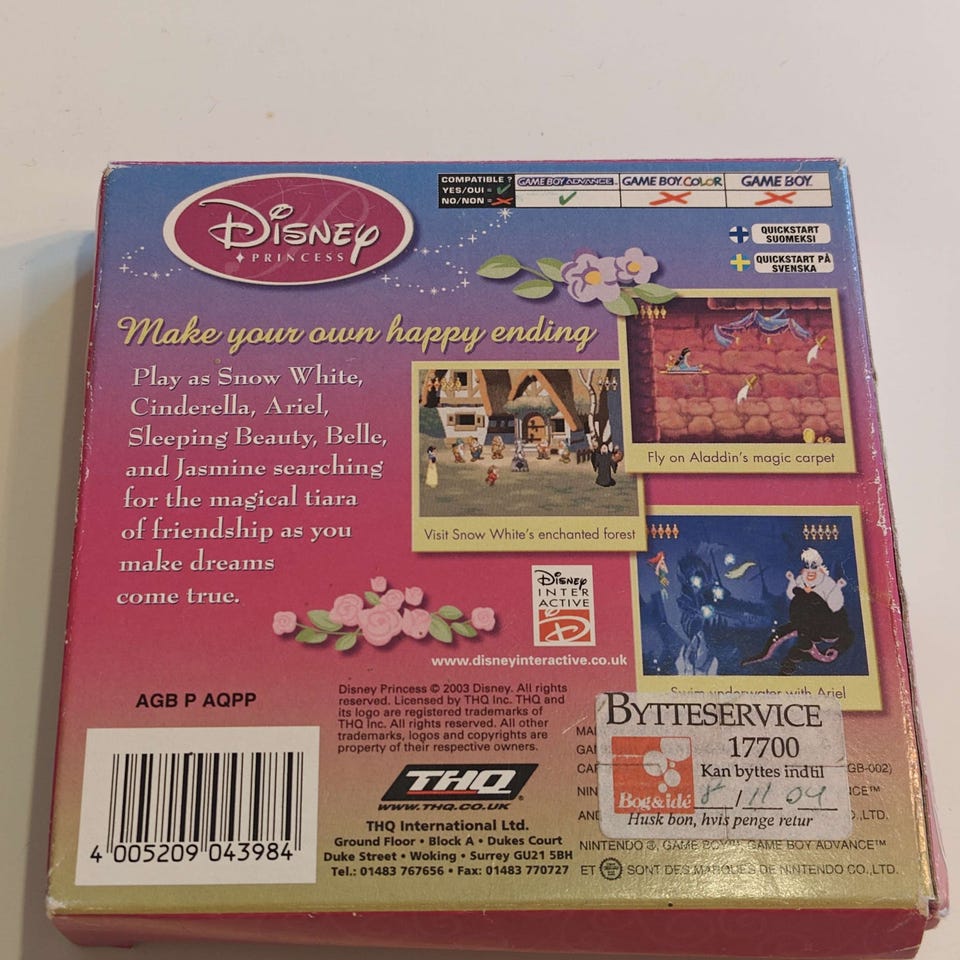 Disney
PRINCESS
COMPATIBLE ?
YES/OUI =
NO/NON =
GAME BOY ADVANCE
GAME BOY COLOR
GAME BOY
QUICKSTART
SUOMEKSI
QUICKSTART PÅ
SVENSKA
Make your own happy ending
Play as Snow White,
Cinderella, Ariel,
Sleeping Beauty, Belle,
and Jasmine searching
for the magical tiara
of friendship as you
make dreams
come true.
Fly on Aladdin's magic carpet
Visit Snow White's enchanted forest
Swim underwater with Ariel
Disney
INTER
ACTIVE
www.disneyinteractive.co.uk
AGB P AQPP
Disney Princess © 2003 Disney. All rights
reserved. Licensed by THQ Inc. THQ and
its logo are registered trademarks of
THQ Inc. All rights reserved. All other
trademarks, logos and copyrights are
property of their respective owners.
THQ
WWW.THQ.CO.UK
THQ International Ltd.
Ground Floor • Block A • Dukes Court
Duke Street • Woking • Surrey GU21 5BH
Tel.: 01483 767656 • Fax: 01483 770727
4 005209 043984
BYTTESERVICE
17700
Kan byttes indtil
8 / 11 04
Bog&idé
Husk bon, hvis penge retur
GB-002)
NINTENDO ®, GAME BOY™, GAME BOY ADVANCE™
ET SONT DES MARQUES DE NINTENDO CO.,LTD.